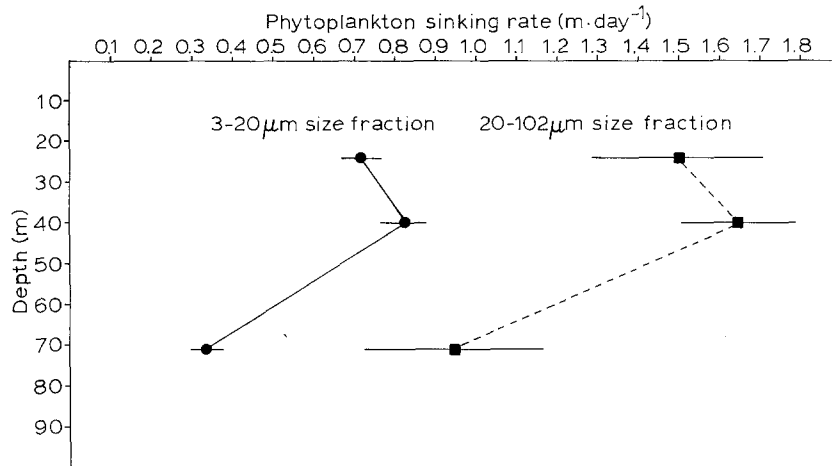 Phytoplankton sinking rate (m·day⁻¹)
0.1 0.2 0.3 0.4 0.5 0.6 0.7 0.8 0.9 1.0 1.1 1.2 1.3 1.4 1.5 1.6 1.7 1.8
3-20μm size fraction 20-102μm size fraction
Depth (m)
10
20
30
40
50
60
70
80
90